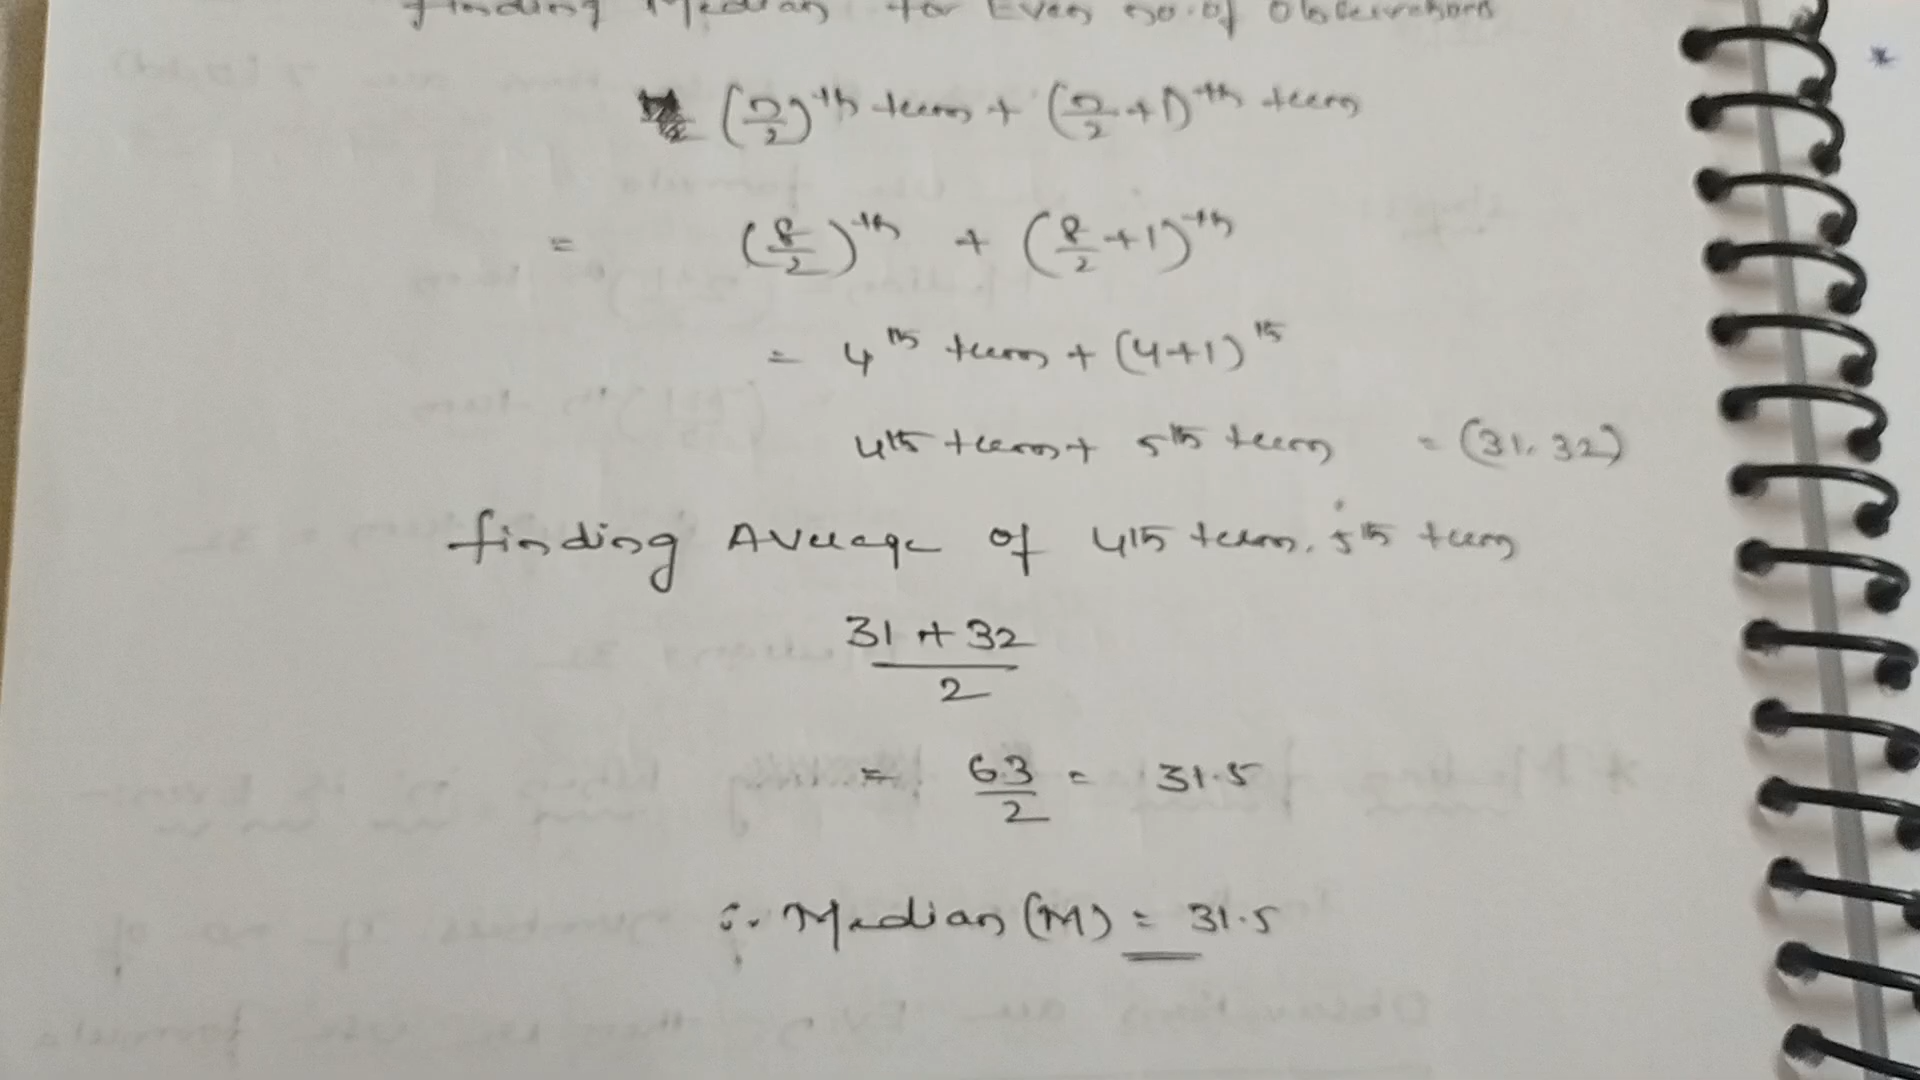 Finding Median for Even no. of Observations
(n/2)th term + (n/2 + 1)th term
= (8/2)th + (8/2 + 1)th
= 4th term + (4+1)th
4th term + 5th term = (31, 32)
finding Average of 4th term, 5th term
31 + 32
2
= 63/2 = 31.5
∴ Median (M) = 31.5